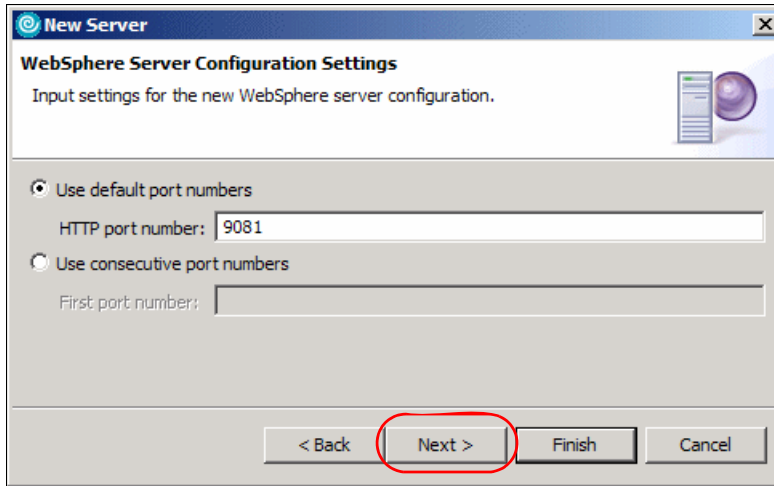 New Server
WebSphere Server Configuration Settings
Input settings for the new WebSphere server configuration.
Use default port numbers
HTTP port number: 9081
Use consecutive port numbers
First port number:
< Back Next > Finish Cancel